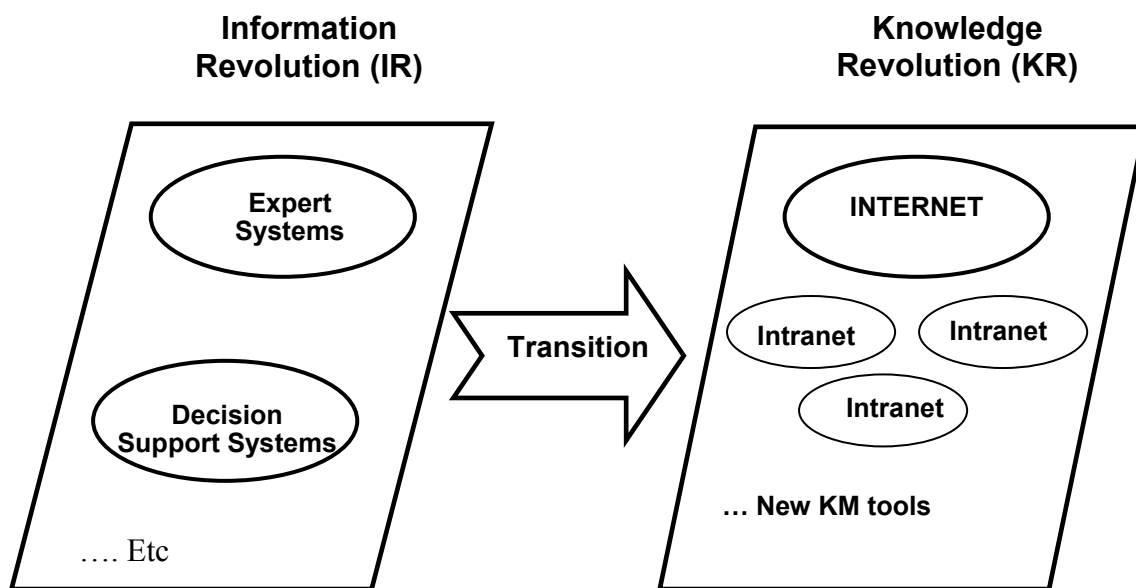 Information
Revolution (IR)
Knowledge
Revolution (KR)
Expert
Systems
Decision
Support Systems
…. Etc
Transition
INTERNET
Intranet
Intranet
Intranet
… New KM tools